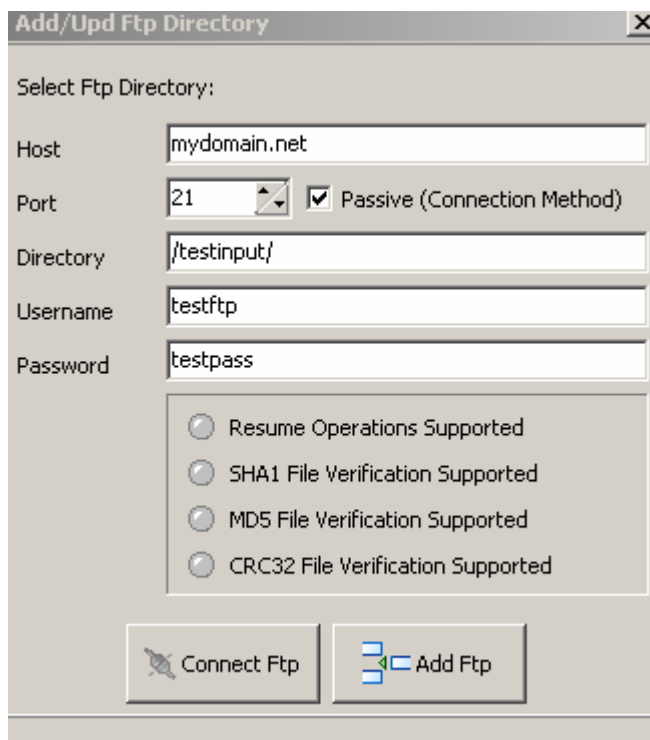 Add/Upd Ftp Directory
Select Ftp Directory:
Host mydomain.net
Port 21 Passive (Connection Method)
Directory /testinput/
Username testftp
Password testpass
Resume Operations Supported
SHA1 File Verification Supported
MD5 File Verification Supported
CRC32 File Verification Supported
Connect Ftp Add Ftp